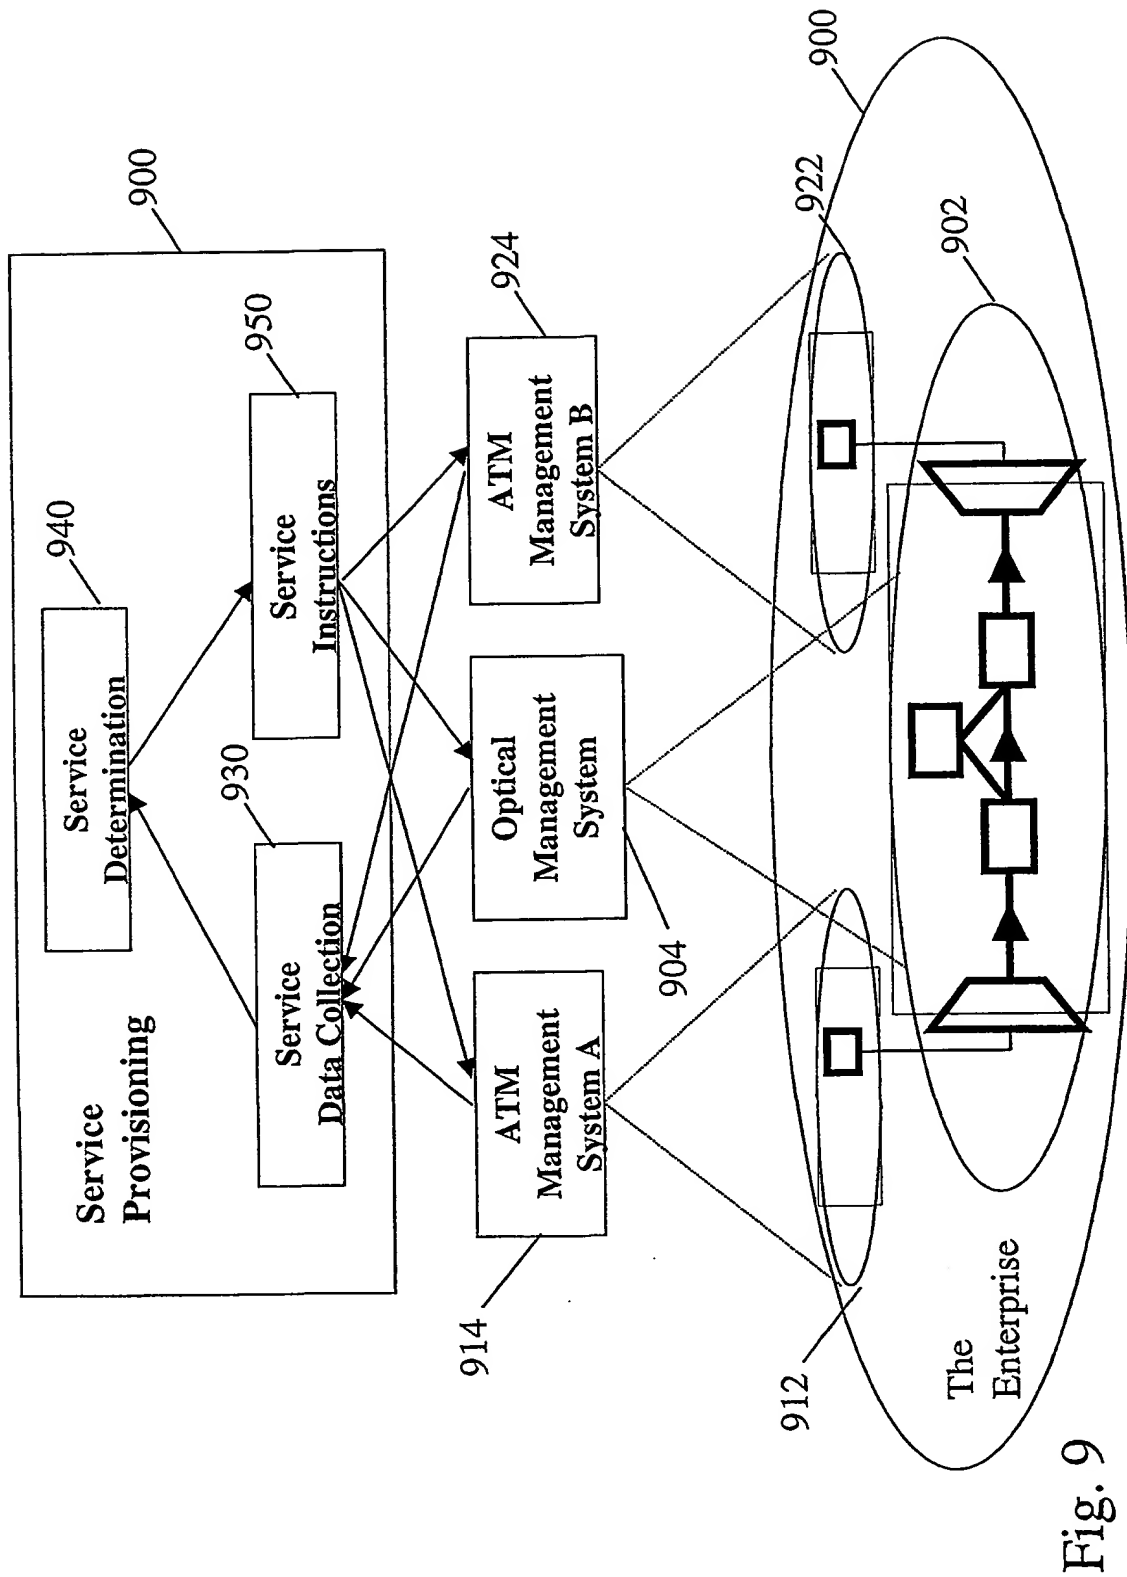 Service
Provisioning
900
Service
Determination
940
Service
Data Collection
930
Service
Instructions
950
ATM
Management
System A
914
Optical
Management
System
904
ATM
Management
System B
924
912
922
900
902
The
Enterprise
Fig. 9